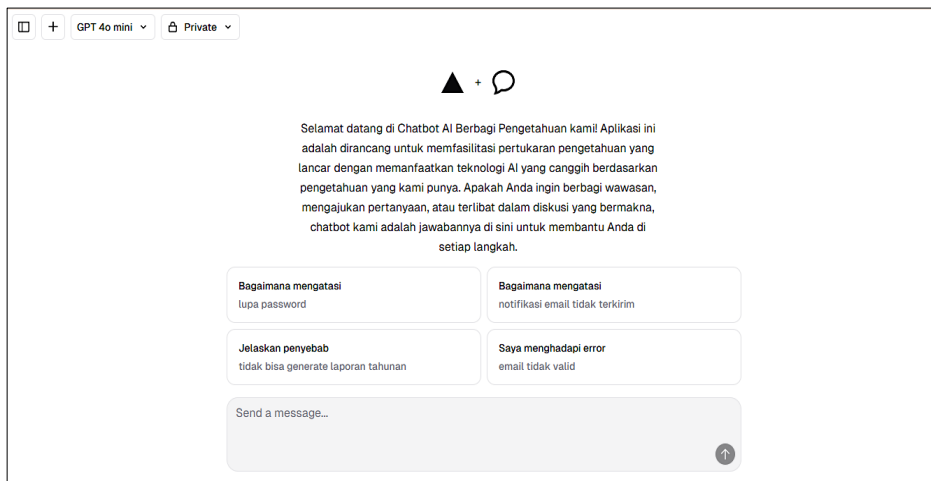 GPT 4o mini
Private
+
Selamat datang di Chatbot AI Berbagi Pengetahuan kami! Aplikasi ini
adalah dirancang untuk memfasilitasi pertukaran pengetahuan yang
lancar dengan memanfaatkan teknologi AI yang canggih berdasarkan
pengetahuan yang kami punya. Apakah Anda ingin berbagi wawasan,
mengajukan pertanyaan, atau terlibat dalam diskusi yang bermakna,
chatbot kami adalah jawabannya di sini untuk membantu Anda di
setiap langkah.
Bagaimana mengatasi
lupa password
Bagaimana mengatasi
notifikasi email tidak terkirim
Jelaskan penyebab
tidak bisa generate laporan tahunan
Saya menghadapi error
email tidak valid
Send a message...